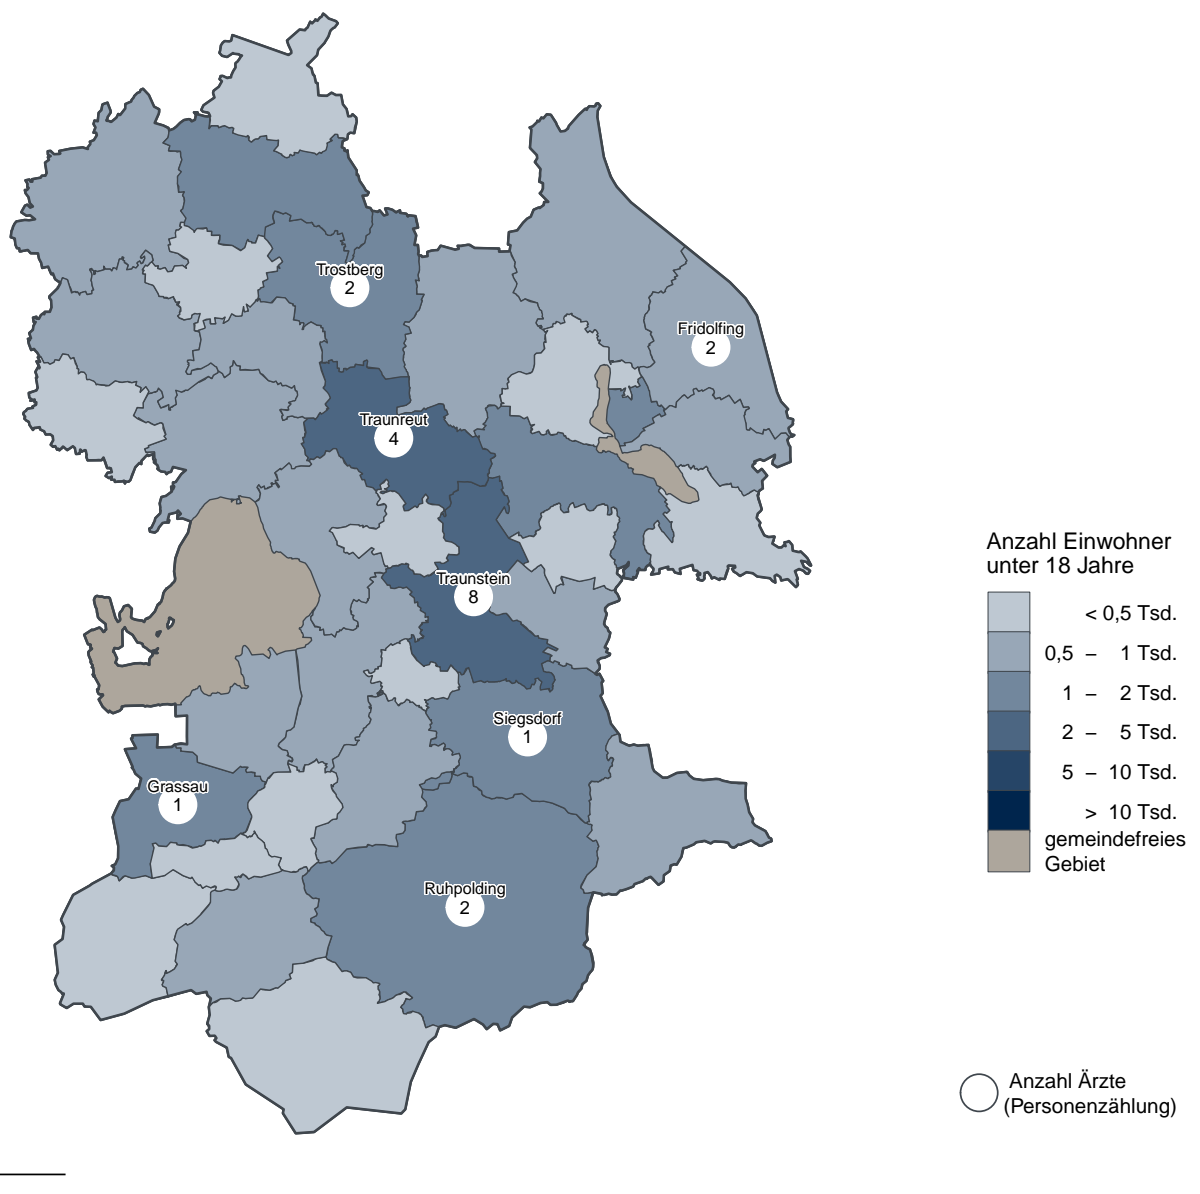 Trostberg
2
Fridolfing
2
Traunreut
4
Traunstein
8
Siegsdorf
1
Grassau
1
Ruhpolding
2
Anzahl Einwohner
unter 18 Jahre
< 0,5 Tsd.
0,5 – 1 Tsd.
1 – 2 Tsd.
2 – 5 Tsd.
5 – 10 Tsd.
> 10 Tsd.
gemeindefreies
Gebiet
Anzahl Ärzte
(Personenzählung)